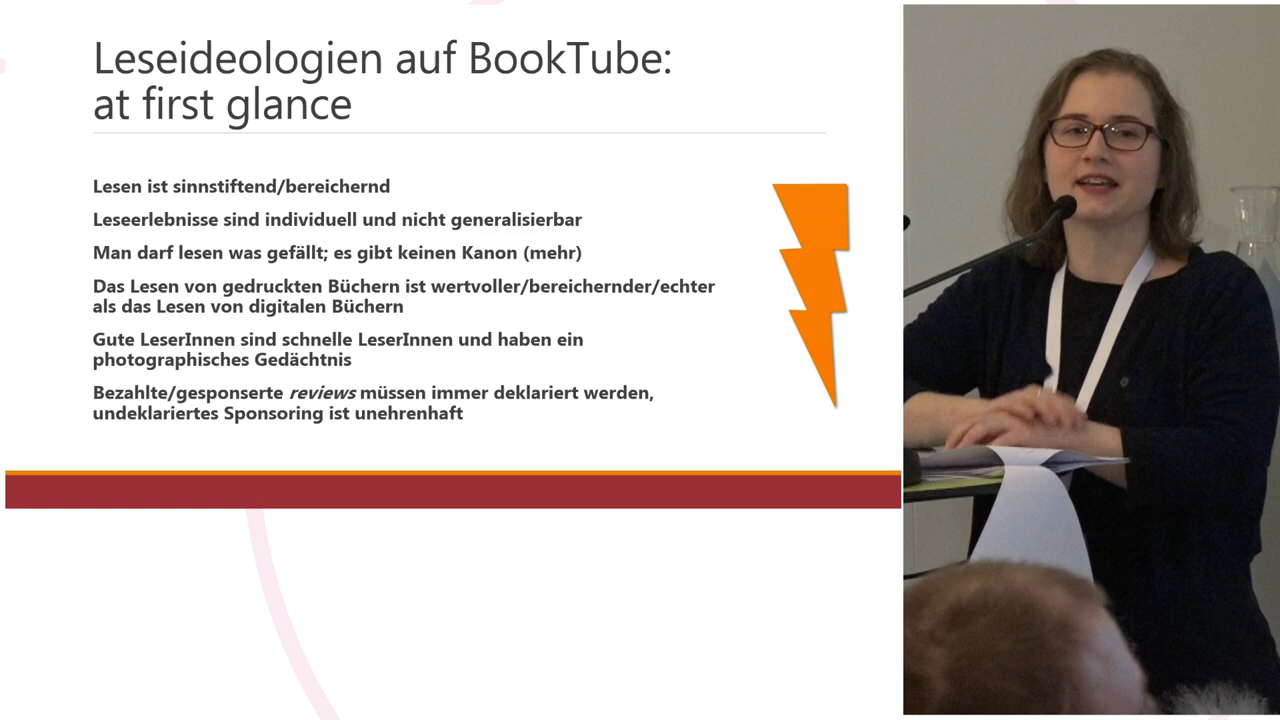 Leseideologien auf BookTube:
at first glance
Lesen ist sinnstiftend/bereichernd
Leseerlebnisse sind individuell und nicht generalisierbar
Man darf lesen was gefällt; es gibt keinen Kanon (mehr)
Das Lesen von gedruckten Büchern ist wertvoller/bereichernder/echter
als das Lesen von digitalen Büchern
Gute LeserInnen sind schnelle LeserInnen und haben ein
photographisches Gedächtnis
Bezahlte/gesponserte reviews müssen immer deklariert werden,
undeklariertes Sponsoring ist unehrenhaft